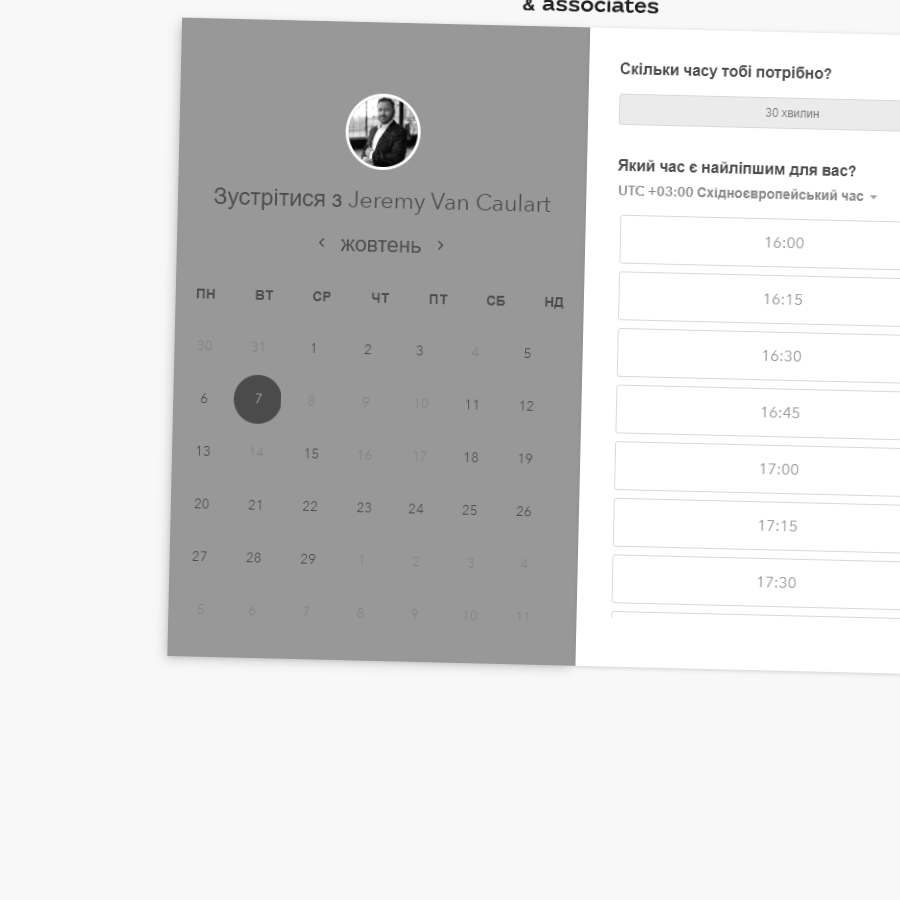 & associates
Зустрітися з Jeremy Van Caulart
‹ жовтень ›
ПН ВТ СР ЧТ ПТ СБ НД
30 31 1 2 3 4 5
6 7 8 9 10 11 12
13 14 15 16 17 18 19
20 21 22 23 24 25 26
27 28 29 1 2 3 4
5 6 7 8 9 10 11
Скільки часу тобі потрібно?
30 хвилин
Який час є найліпшим для вас?
UTC +03:00 Східноєвропейський час
16:00
16:15
16:30
16:45
17:00
17:15
17:30